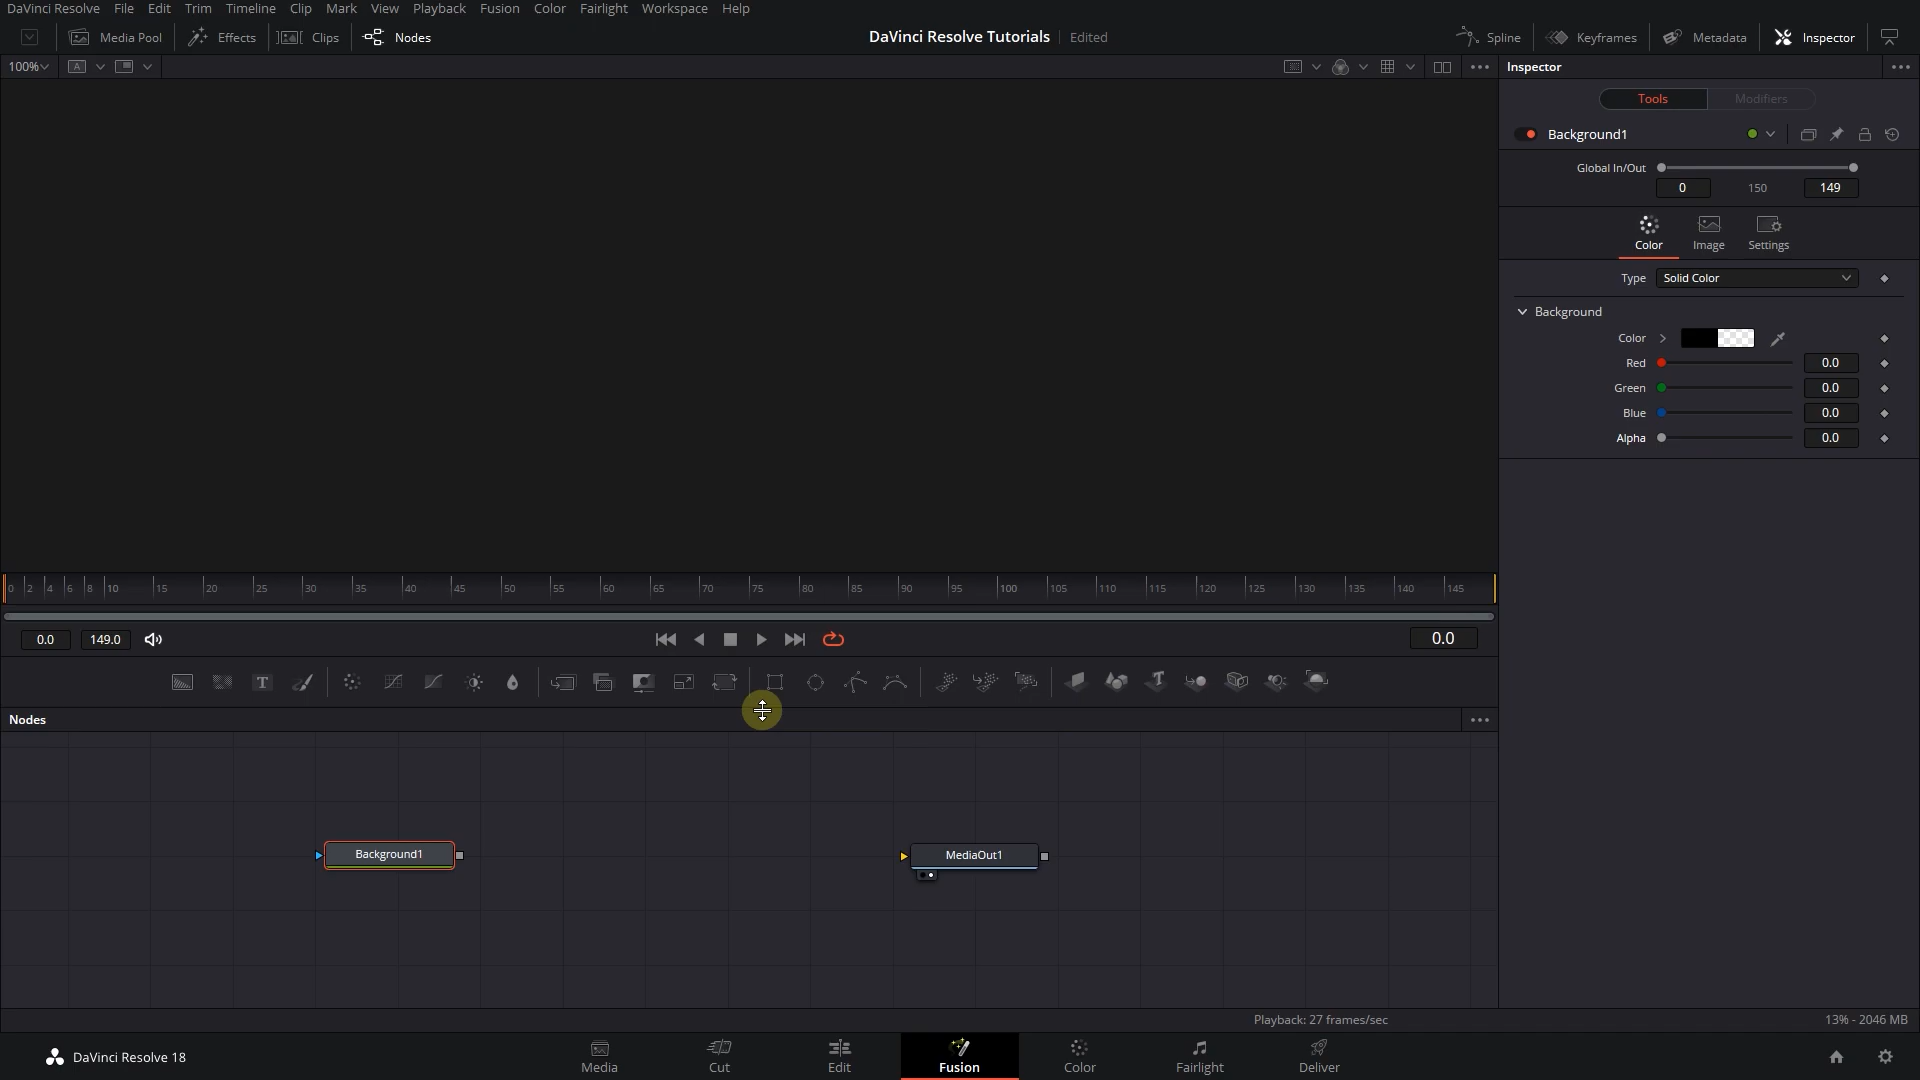 DaVinci Resolve File Edit Trim Timeline Clip Mark View Playback Fusion Color Fairlight Workspace Help
Media Pool Effects Clips Nodes DaVinci Resolve Tutorials Edited Spline Keyframes Metadata Inspector
100% A Inspector
Tools Modifiers
Background1
Global In/Out
0 150 149
Color Image Settings
Type Solid Color
Background
Color
Red 0.0
Green 0.0
Blue 0.0
Alpha 0.0
0 2 4 6 8 10 15 20 25 30 35 40 45 50 55 60 65 70 75 80 85 90 95 100 105 110 115 120 125 130 135 140 145
0.0 149.0 0.0
T T
Nodes
Background1 MediaOut1
Playback: 27 frames/sec 13% - 2046 MB
DaVinci Resolve 18 Media Cut Edit Fusion Color Fairlight Deliver